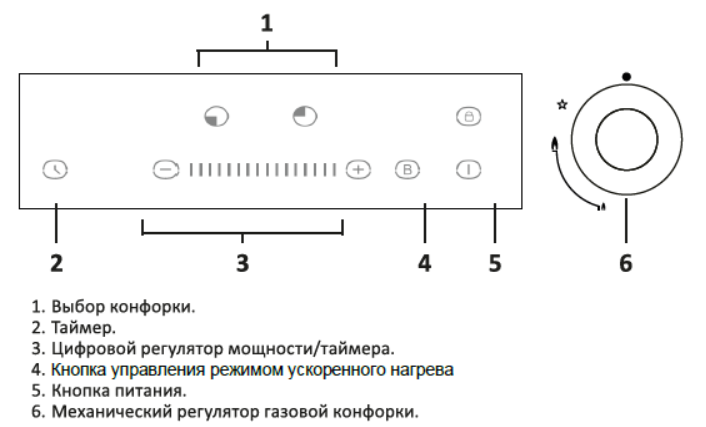 1
B
2
3
4
5
6
1. Выбор конфорки.
2. Таймер.
3. Цифровой регулятор мощности/таймера.
4. Кнопка управления режимом ускоренного нагрева
5. Кнопка питания.
6. Механический регулятор газовой конфорки.